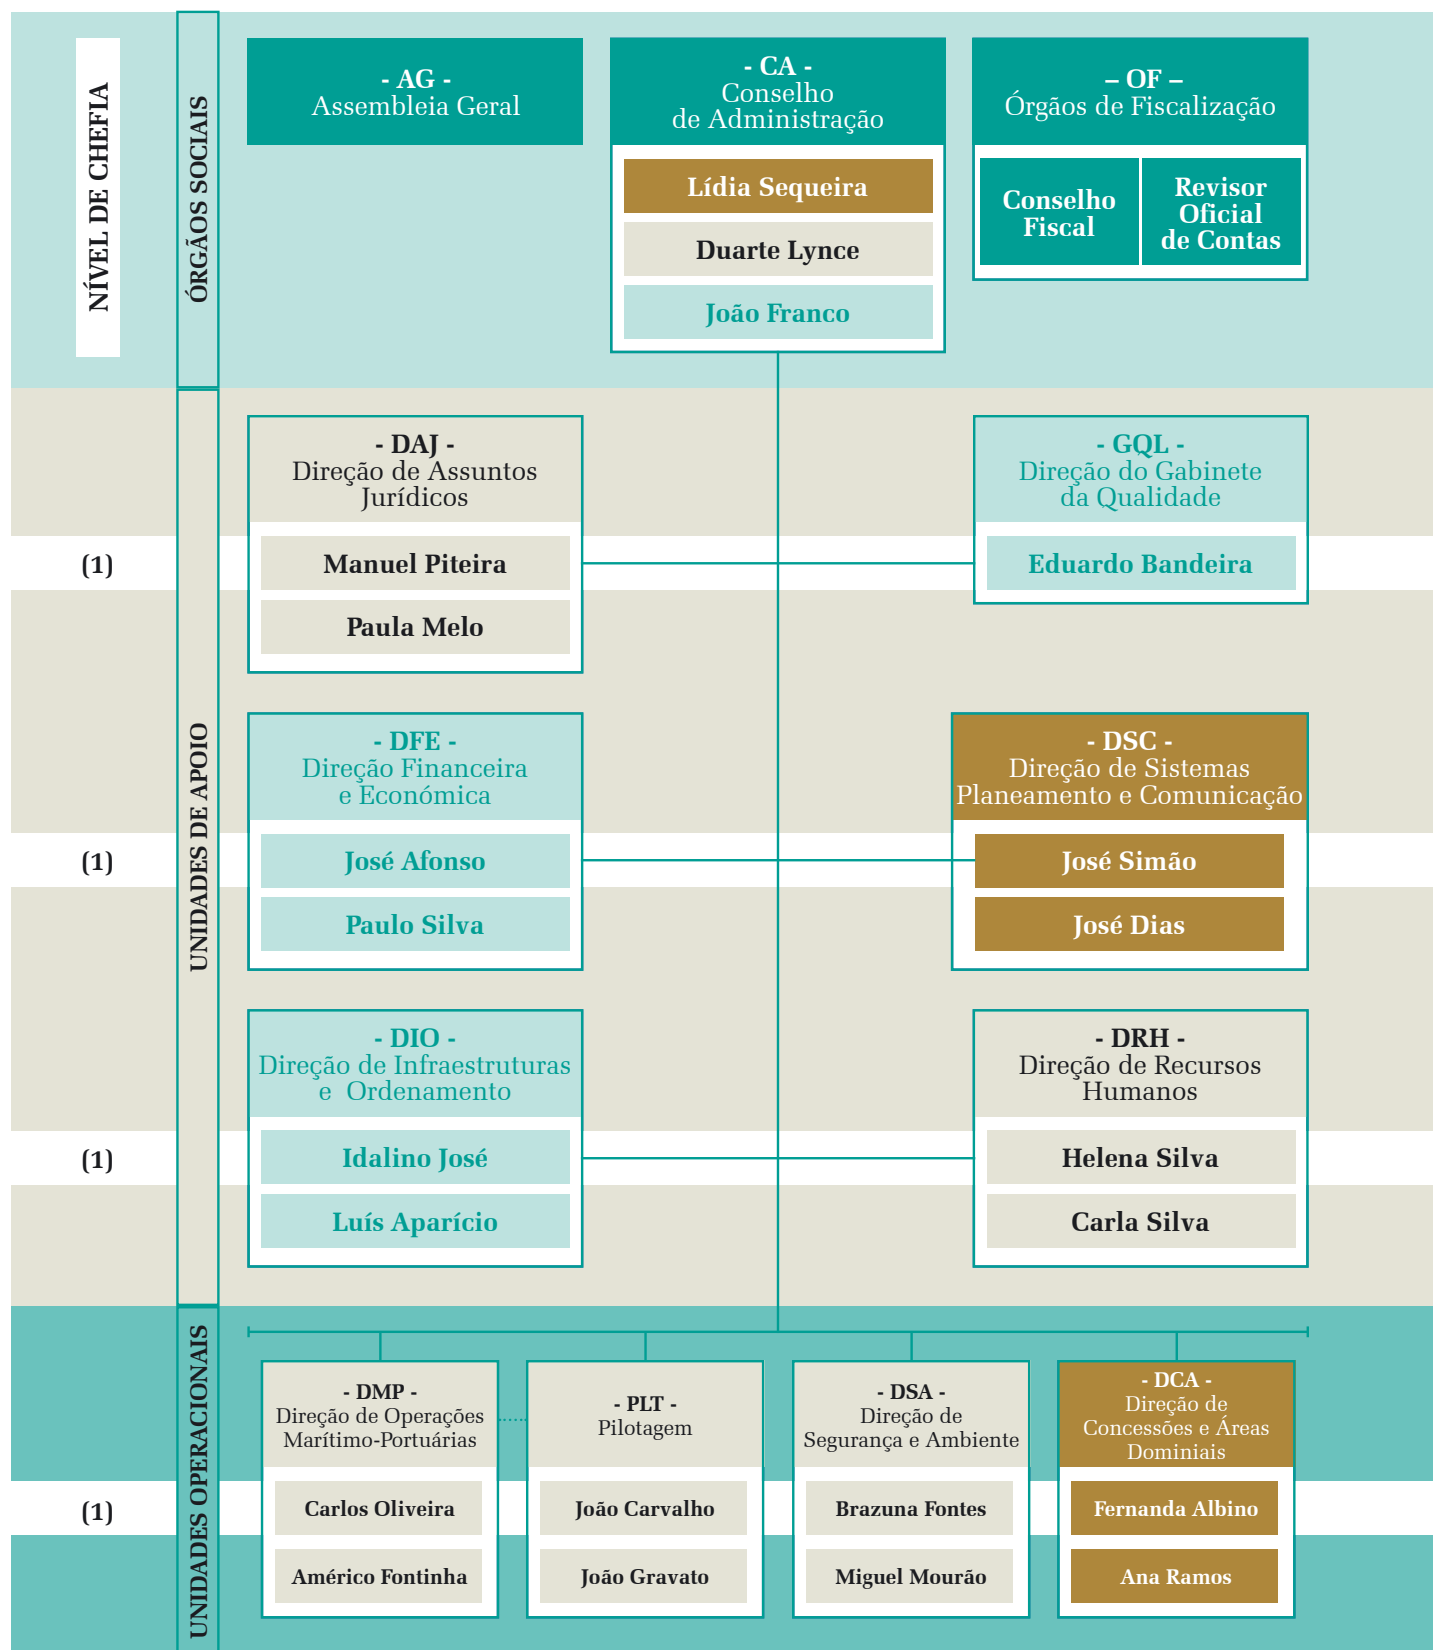 NÍVEL DE CHEFIA
ÓRGÃOS SOCIAIS
- AG -
Assembleia Geral
- CA -
Conselho
de Administração
Lídia Sequeira
Duarte Lynce
João Franco
– OF –
Órgãos de Fiscalização
Conselho
Fiscal
Revisor
Oficial
de Contas
UNIDADES DE APOIO
- DAJ -
Direção de Assuntos
Jurídicos
(1)
Manuel Piteira
Paula Melo
- GQL -
Direção do Gabinete
da Qualidade
Eduardo Bandeira
- DFE -
Direção Financeira
e Económica
(1)
José Afonso
Paulo Silva
- DSC -
Direção de Sistemas
Planeamento e Comunicação
José Simão
José Dias
- DIO -
Direção de Infraestruturas
e  Ordenamento
(1)
Idalino José
Luís Aparício
- DRH -
Direção de Recursos
Humanos
Helena Silva
Carla Silva
UNIDADES OPERACIONAIS
- DMP -
Direção de Operações
Marítimo-Portuárias
(1)
Carlos Oliveira
Américo Fontinha
- PLT -
Pilotagem
João Carvalho
João Gravato
- DSA -
Direção de
Segurança e Ambiente
Brazuna Fontes
Miguel Mourão
- DCA -
Direção de
Concessões e Áreas
Dominiais
Fernanda Albino
Ana Ramos